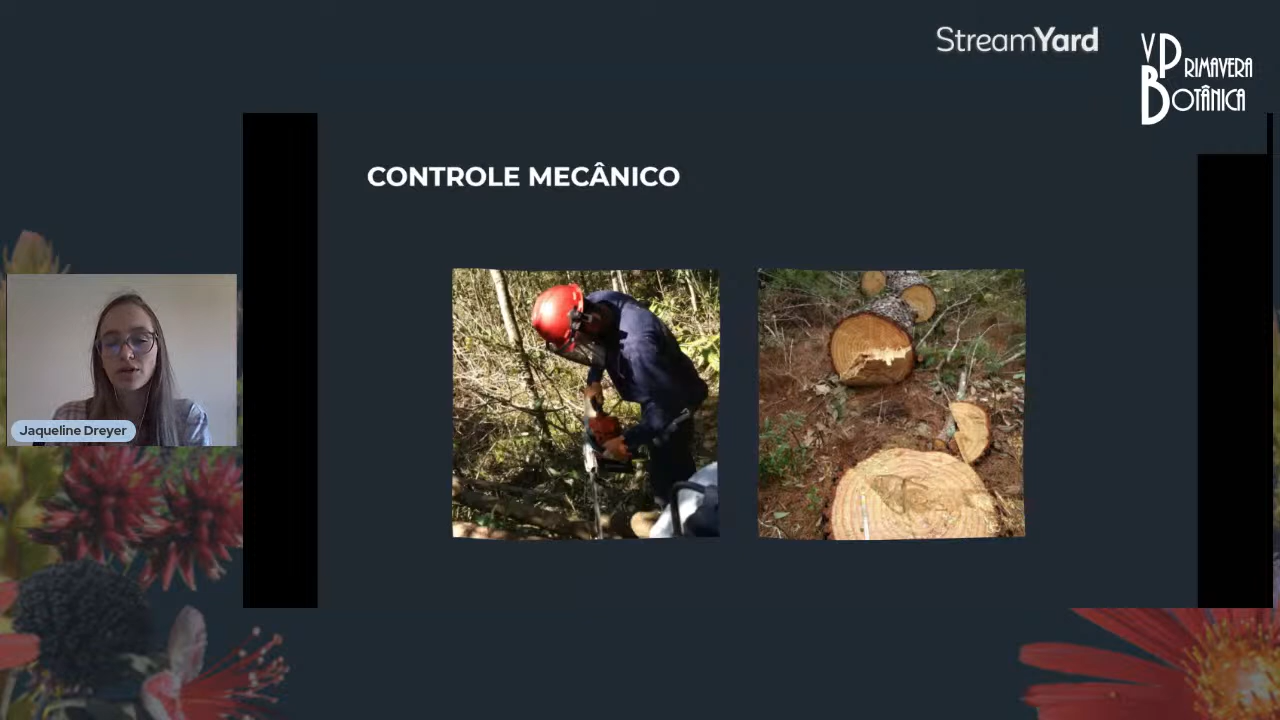 StreamYard
V PRIMAVERA
BOTÂNICA
CONTROLE MECÂNICO
Jaqueline Dreyer